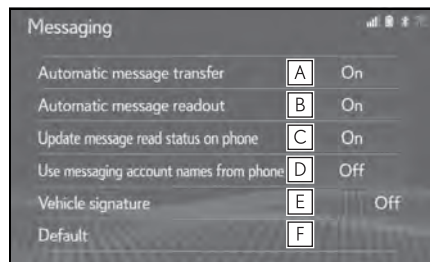 Messaging
Automatic message transfer A On
Automatic message readout B On
Update message read status on phone C On
Use messaging account names from phone D Off
Vehicle signature E Off
Default F